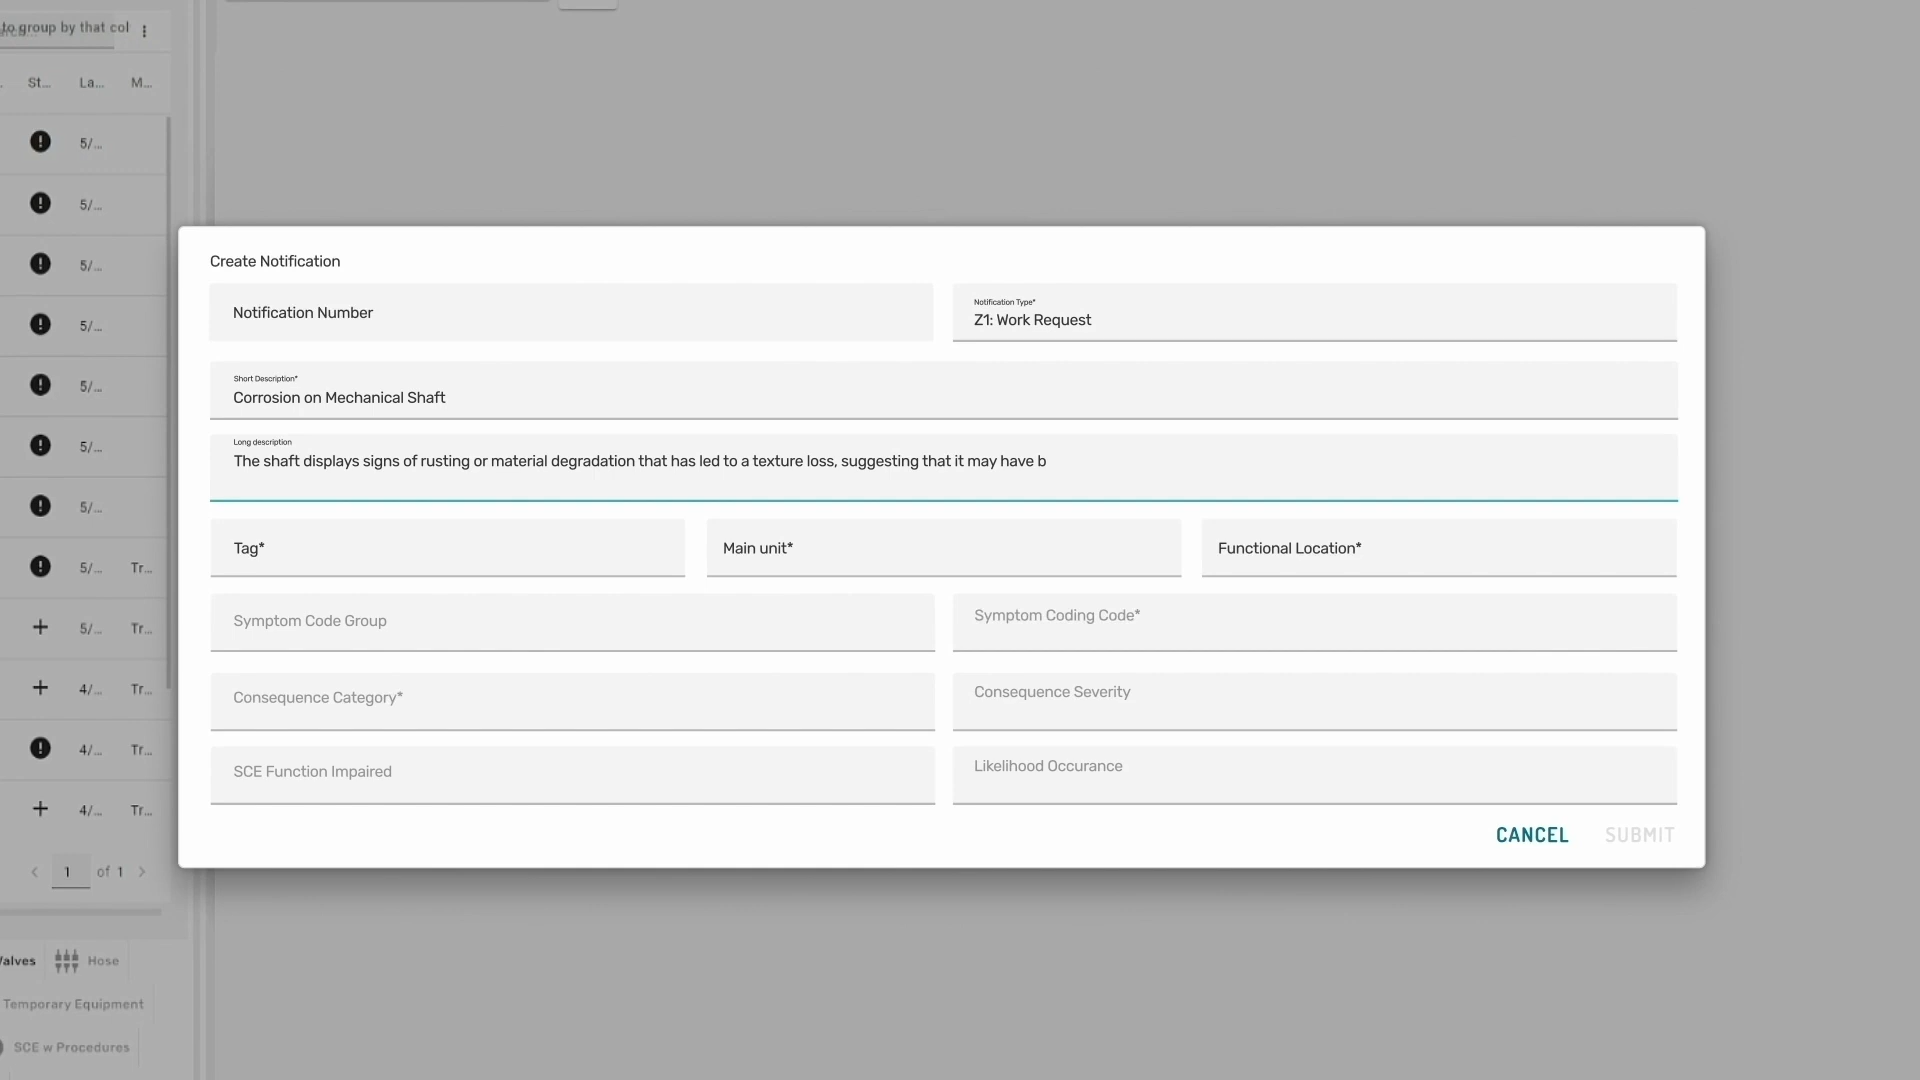 to group by that col
St... La... M...
5/...
5/...
5/...
5/...
5/...
5/...
5/...
5/... Tr...
5/... Tr...
4/... Tr...
4/... Tr...
4/... Tr...
1 of 1
Valves Hose
Temporary Equipment
SCE w Procedures
Create Notification
Notification Number
Notification Type*
Z1: Work Request
Short Description*
Corrosion on Mechanical Shaft
Long description
The shaft displays signs of rusting or material degradation that has led to a texture loss, suggesting that it may have b
Tag* Main unit* Functional Location*
Symptom Code Group Symptom Coding Code*
Consequence Category* Consequence Severity
SCE Function Impaired Likelihood Occurance
CANCEL SUBMIT